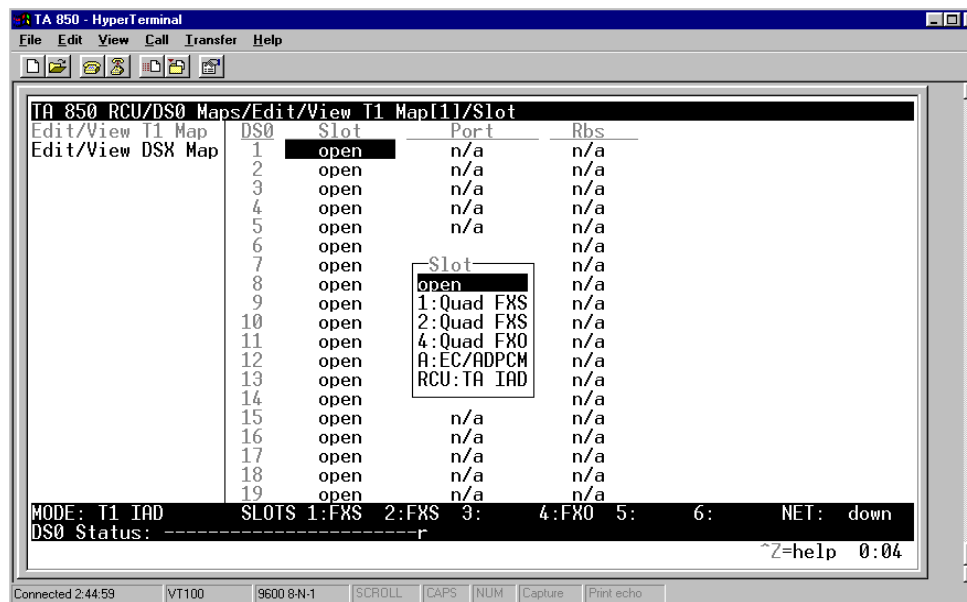 TA 850 - HyperTerminal
File Edit View Call Transfer Help
TA 850 RCU/DS0 Maps/Edit/View T1 Map[1]/Slot
Edit/View T1 Map DS0 Slot Port Rbs
Edit/View DSX Map 1 open n/a n/a
2 open n/a n/a
3 open n/a n/a
4 open n/a n/a
5 open n/a n/a
6 open n/a
7 open Slot n/a
8 open open n/a
9 open 1:Quad FXS n/a
10 open 2:Quad FXS n/a
11 open 4:Quad FXO n/a
12 open A:EC/ADPCM n/a
13 open RCU:TA IAD n/a
14 open n/a
15 open n/a n/a
16 open n/a n/a
17 open n/a n/a
18 open n/a n/a
19 open n/a n/a
MODE: T1 IAD SLOTS 1:FXS 2:FXS 3: 4:FXO 5: 6: NET: down
DS0 Status: -----------------------r
^Z=help 0:04
Connected 2:44:59 VT100 9600 8-N-1 SCROLL CAPS NUM Capture Print echo